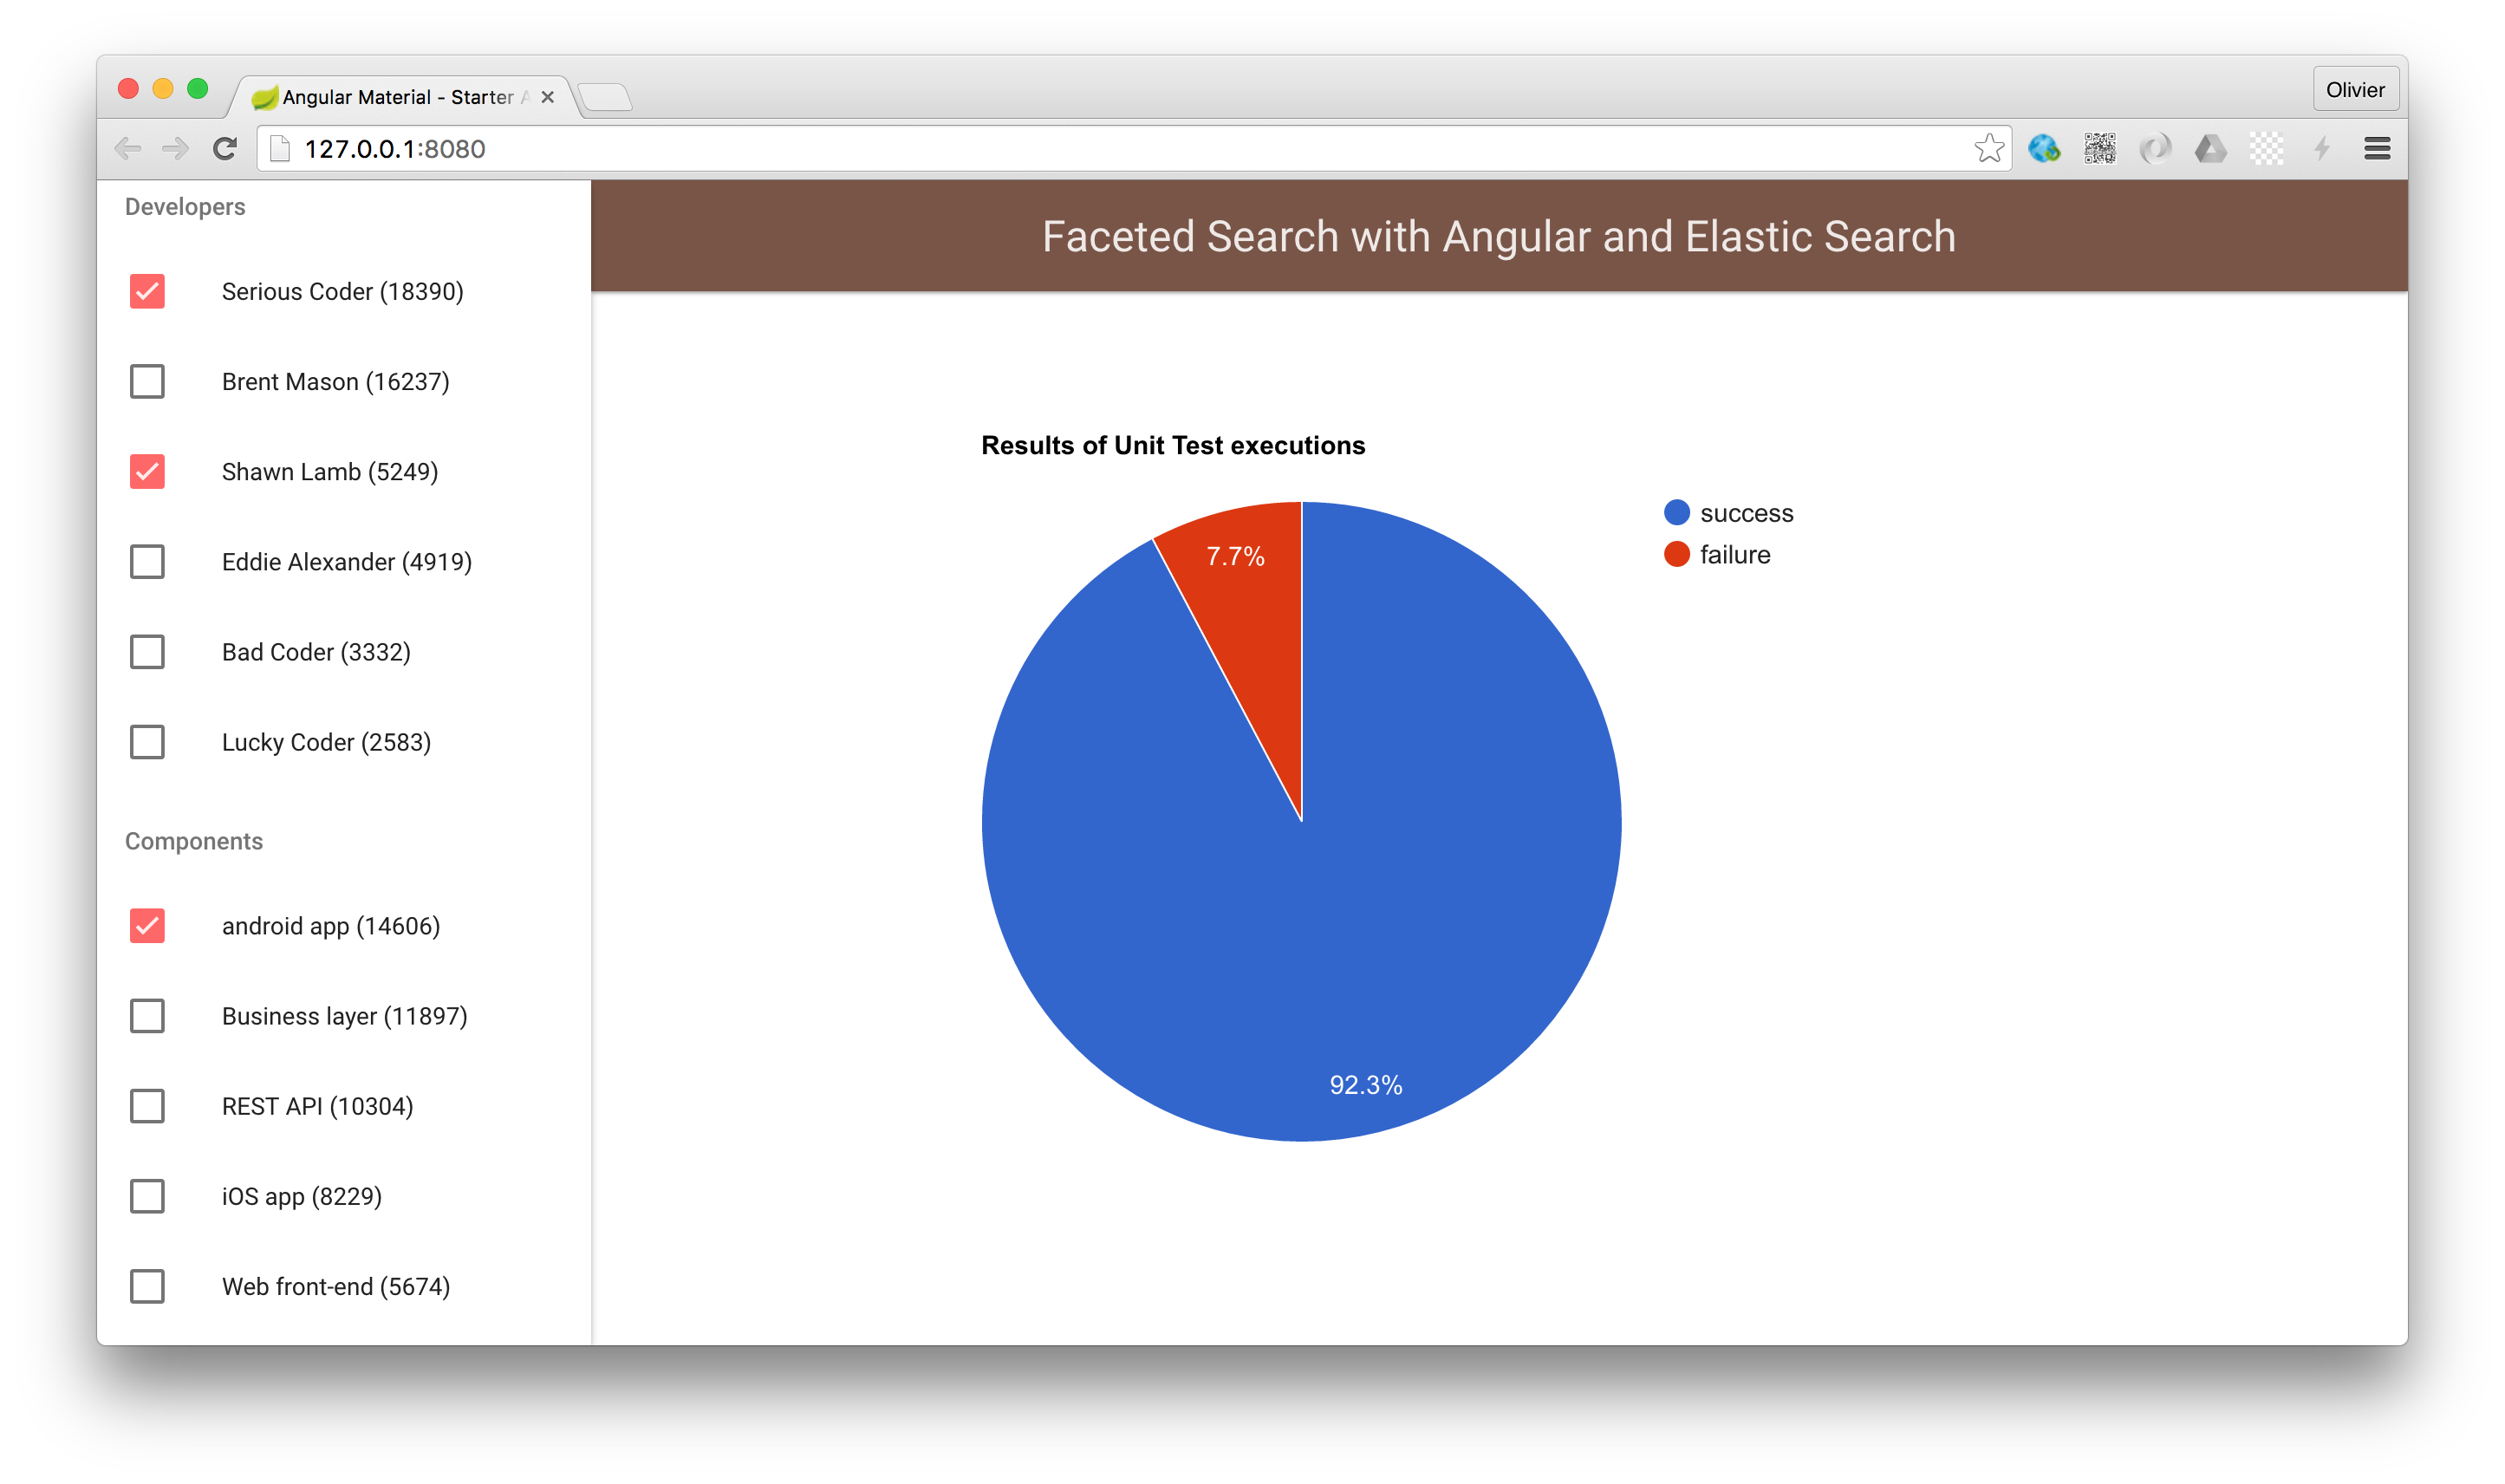 Angular Material - Starter A
Olivier
127.0.0.1:8080
Developers
Serious Coder (18390)
Brent Mason (16237)
Shawn Lamb (5249)
Eddie Alexander (4919)
Bad Coder (3332)
Lucky Coder (2583)
Components
android app (14606)
Business layer (11897)
REST API (10304)
iOS app (8229)
Web front-end (5674)
Faceted Search with Angular and Elastic Search
Results of Unit Test executions
success
failure
7.7%
92.3%